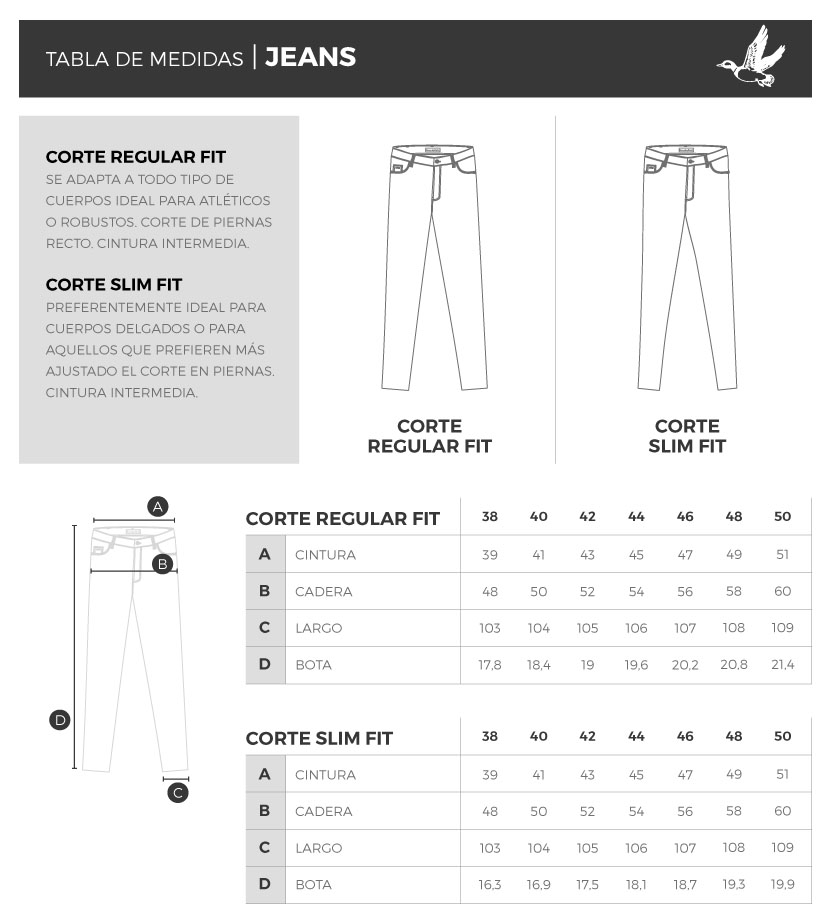 TABLA DE MEDIDAS | JEANS
CORTE REGULAR FIT
SE ADAPTA A TODO TIPO DE
CUERPOS IDEAL PARA ATLÉTICOS
O ROBUSTOS. CORTE DE PIERNAS
RECTO. CINTURA INTERMEDIA.
CORTE SLIM FIT
PREFERENTEMENTE IDEAL PARA
CUERPOS DELGADOS O PARA
AQUELLOS QUE PREFIEREN MÁS
AJUSTADO EL CORTE EN PIERNAS.
CINTURA INTERMEDIA.
CORTE
REGULAR FIT
CORTE
SLIM FIT
A
B
D
C
CORTE REGULAR FIT 38 40 42 44 46 48 50
A CINTURA 39 41 43 45 47 49 51
B CADERA 48 50 52 54 56 58 60
C LARGO 103 104 105 106 107 108 109
D BOTA 17,8 18,4 19 19,6 20,2 20,8 21,4
CORTE SLIM FIT 38 40 42 44 46 48 50
A CINTURA 39 41 43 45 47 49 51
B CADERA 48 50 52 54 56 58 60
C LARGO 103 104 105 106 107 108 109
D BOTA 16,3 16,9 17,5 18,1 18,7 19,3 19,9